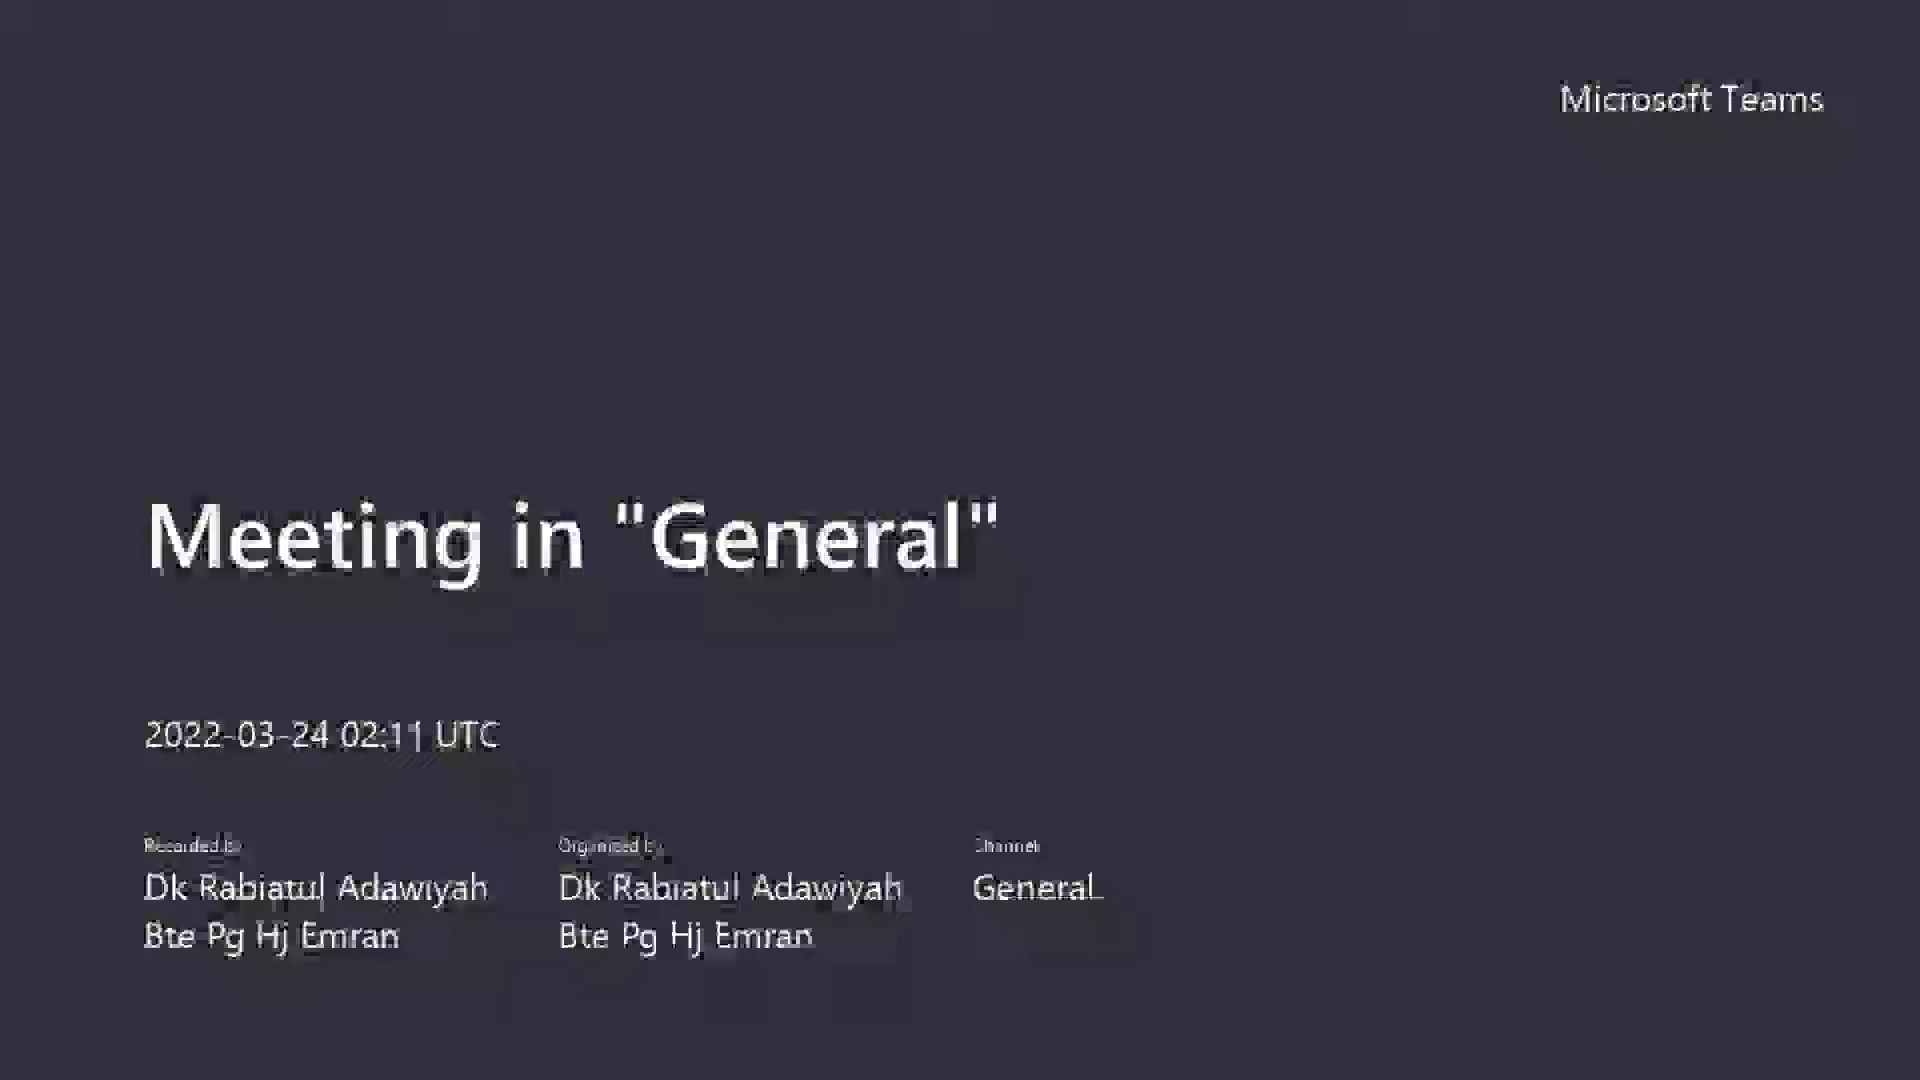 Microsoft Teams
Meeting in "General"
2022-03-24 02:11 UTC
Recorded by
Organized by
Channel
Dk Rabiatul Adawiyah
Bte Pg Hj Emran
Dk Rabiatul Adawiyah
Bte Pg Hj Emran
General